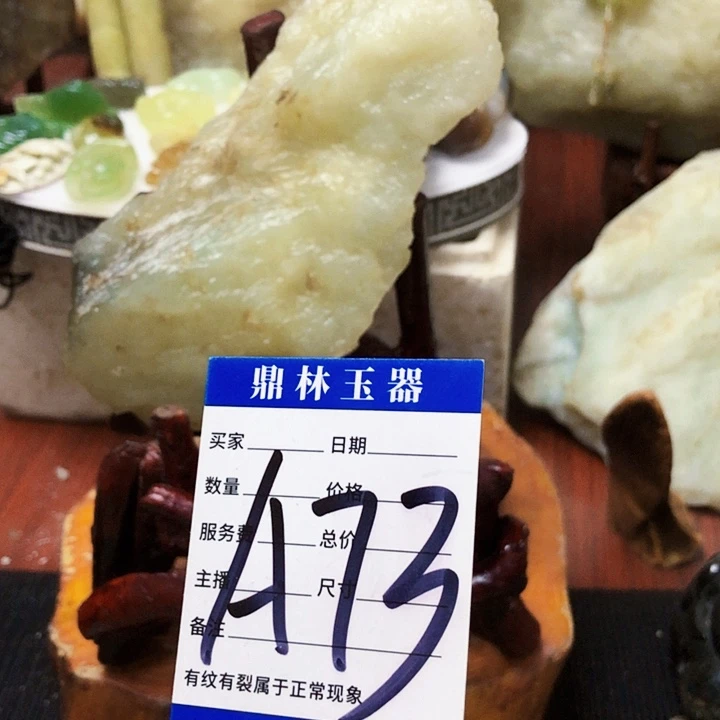 鼎林玉器
买家 日期
数量 价格
服务费 总价
主播 尺寸
备注
A73
有纹有裂属于正常现象